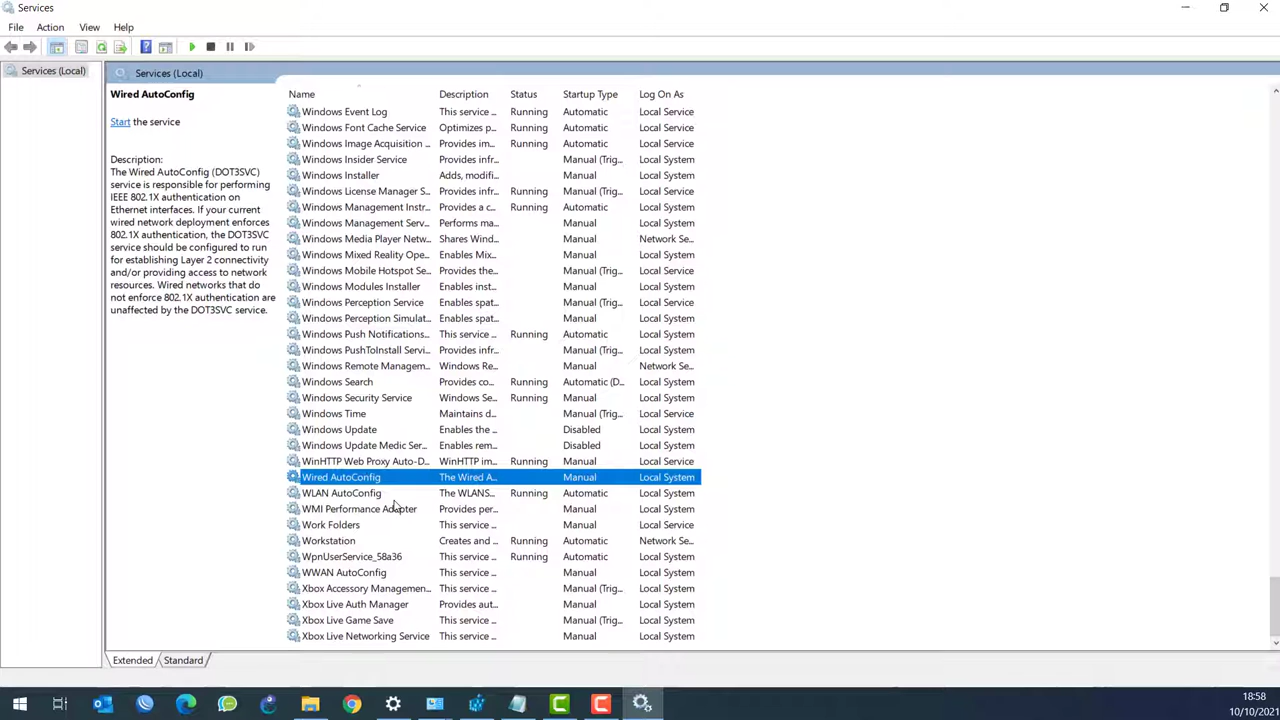 Services
File Action View Help
Services (Local)
Services (Local)
Wired AutoConfig
Start the service
Description:
The Wired AutoConfig (DOT3SVC)
service is responsible for performing
IEEE 802.1X authentication on
Ethernet interfaces. If your current
wired network deployment enforces
802.1X authentication, the DOT3SVC
service should be configured to run
for establishing Layer 2 connectivity
and/or providing access to network
resources. Wired networks that do
not enforce 802.1X authentication are
unaffected by the DOT3SVC service.
Name Description Status Startup Type Log On As
Windows Event Log This service ... Running Automatic Local Service
Windows Font Cache Service Optimizes p... Running Automatic Local Service
Windows Image Acquisition ... Provides im... Running Automatic Local Service
Windows Insider Service Provides infr... Manual (Trig... Local System
Windows Installer Adds, modifi... Manual Local System
Windows License Manager S... Provides infr... Running Manual (Trig... Local Service
Windows Management Instr... Provides a c... Running Automatic Local System
Windows Management Serv... Performs ma... Manual Local System
Windows Media Player Netw... Shares Wind... Manual Network Se...
Windows Mixed Reality Ope... Enables Mix... Manual Local System
Windows Mobile Hotspot Se... Provides the... Manual (Trig... Local Service
Windows Modules Installer Enables inst... Manual Local System
Windows Perception Service Enables spat... Manual (Trig... Local Service
Windows Perception Simulat... Enables spat... Manual Local System
Windows Push Notifications... This service ... Running Automatic Local System
Windows PushToInstall Servi... Provides infr... Manual (Trig... Local System
Windows Remote Managem... Windows Re... Manual Network Se...
Windows Search Provides co... Running Automatic (D... Local System
Windows Security Service Windows Se... Running Manual Local System
Windows Time Maintains d... Manual (Trig... Local Service
Windows Update Enables the ... Disabled Local System
Windows Update Medic Ser... Enables rem... Disabled Local System
WinHTTP Web Proxy Auto-D... WinHTTP im... Running Manual Local Service
Wired AutoConfig The Wired A... Manual Local System
WLAN AutoConfig The WLANS... Running Automatic Local System
WMI Performance Adapter Provides per... Manual Local System
Work Folders This service ... Manual Local Service
Workstation Creates and ... Running Automatic Network Se...
WpnUserService_58a36 This service ... Running Automatic Local System
WWAN AutoConfig This service ... Manual Local System
Xbox Accessory Managemen... This service ... Manual (Trig... Local System
Xbox Live Auth Manager Provides aut... Manual Local System
Xbox Live Game Save This service ... Manual (Trig... Local System
Xbox Live Networking Service This service ... Manual Local System
Extended Standard
18:58
10/10/2021